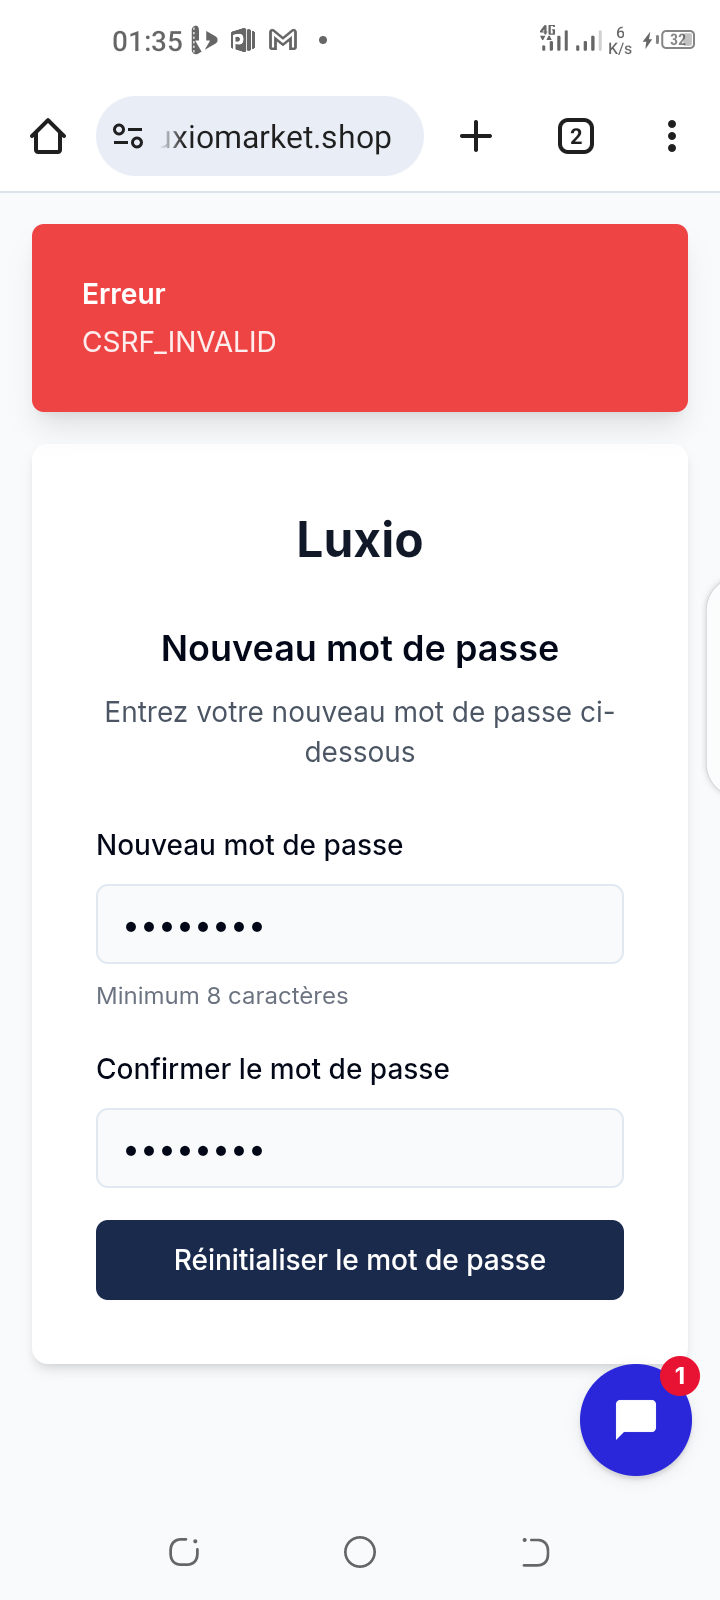 01:35
4G
6
K/s
32
uxiomarket.shop
2
Erreur
CSRF_INVALID
Luxio
Nouveau mot de passe
Entrez votre nouveau mot de passe ci-
dessous
Nouveau mot de passe
Minimum 8 caractères
Confirmer le mot de passe
Réinitialiser le mot de passe
1